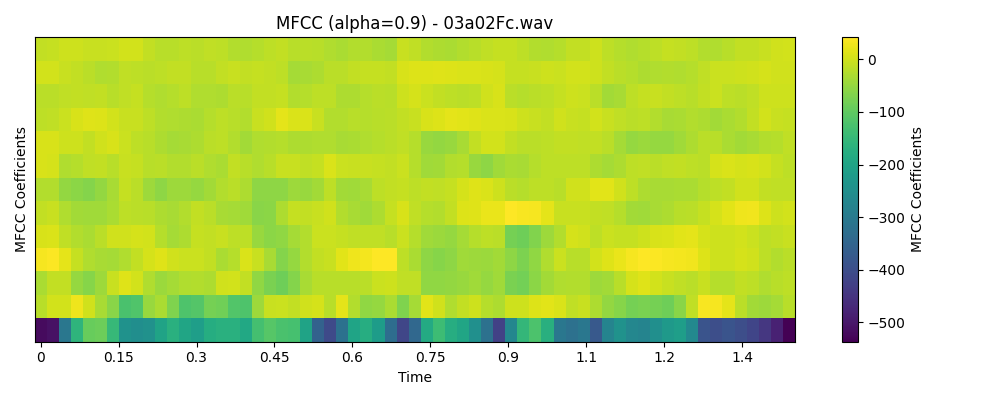 MFCC (alpha=0.9) - 03a02Fc.wav
MFCC Coefficients
0 0.15 0.3 0.45 0.6 0.75 0.9 1.1 1.2 1.4
Time
0
−100
−200
−300
−400
−500
MFCC Coefficients